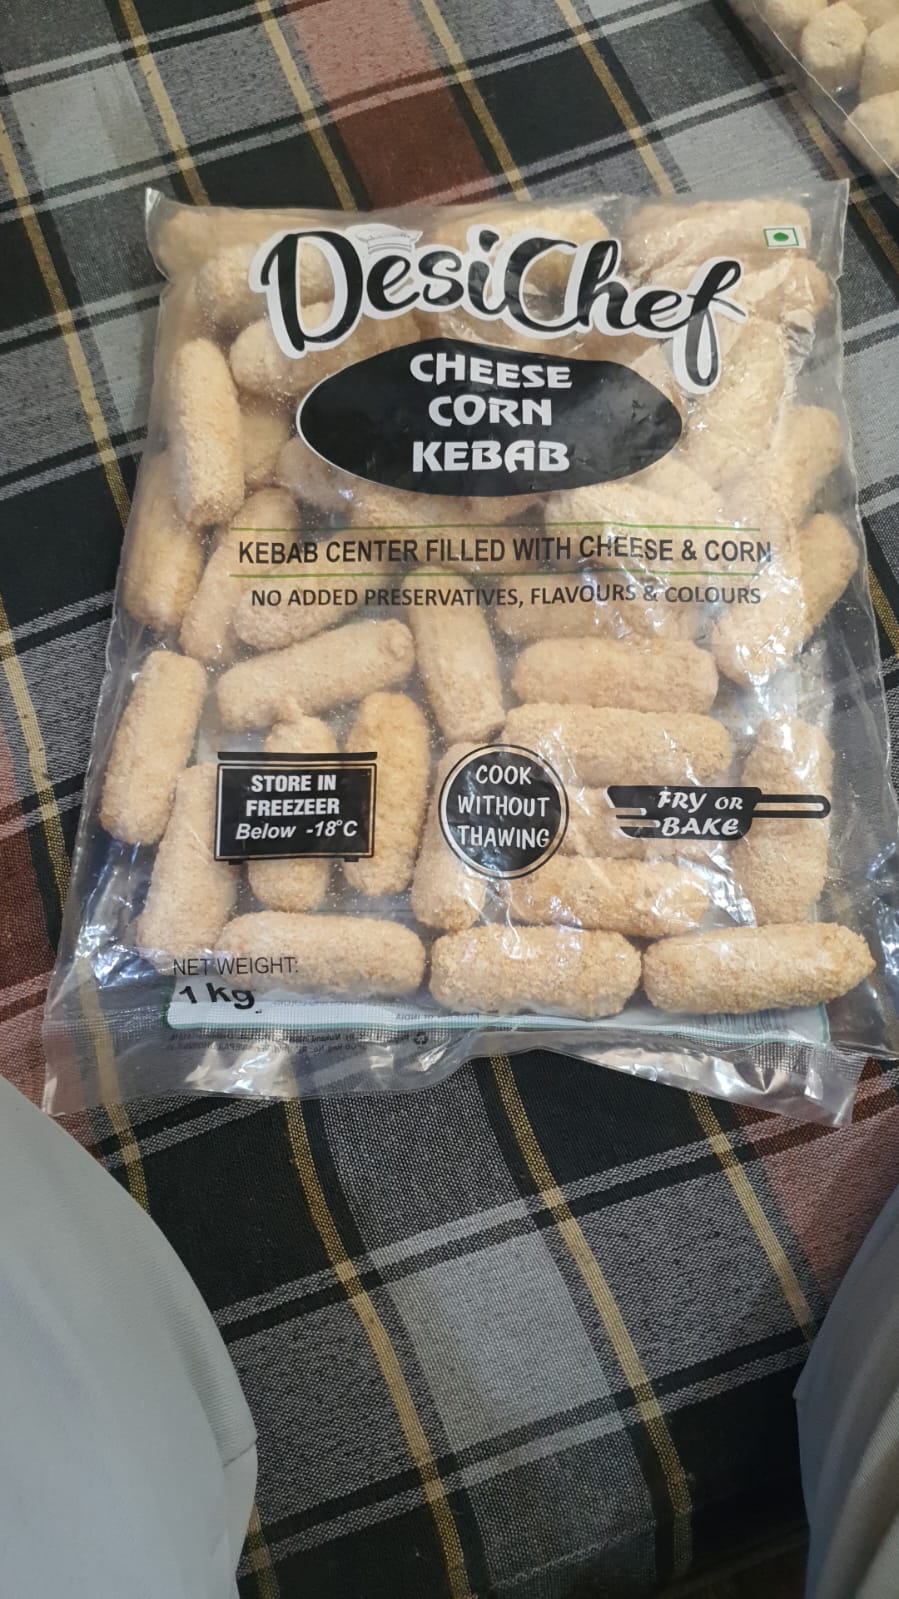 DesiChef
CHEESE
CORN
KEBAB
KEBAB CENTER FILLED WITH CHEESE & CORN
NO ADDED PRESERVATIVES, FLAVOURS & COLOURS
STORE IN
FREEZEER
Below -18°C
COOK
WITHOUT
THAWING
FRY OR
BAKE
NET WEIGHT:
1 kg